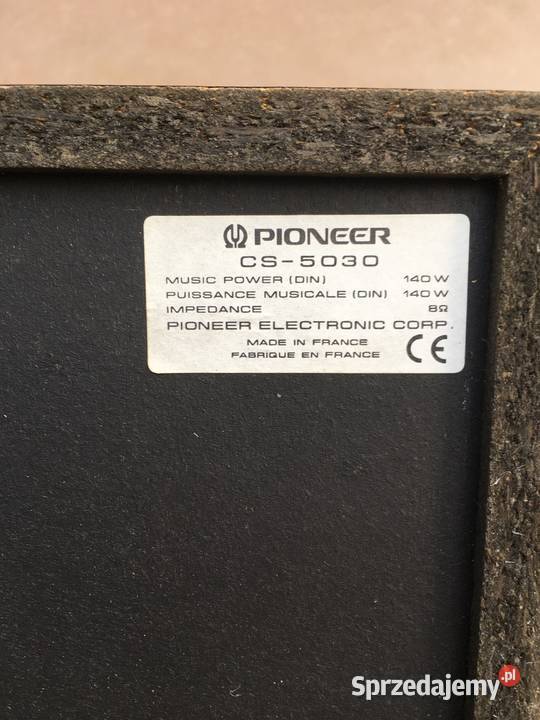 PIONEER
CS-5030
MUSIC POWER (DIN) 140 W
PUISSANCE MUSICALE (DIN) 140 W
IMPEDANCE 8Ω
PIONEER ELECTRONIC CORP.
MADE IN FRANCE
FABRIQUE EN FRANCE
CE
Sprzedajemy.pl